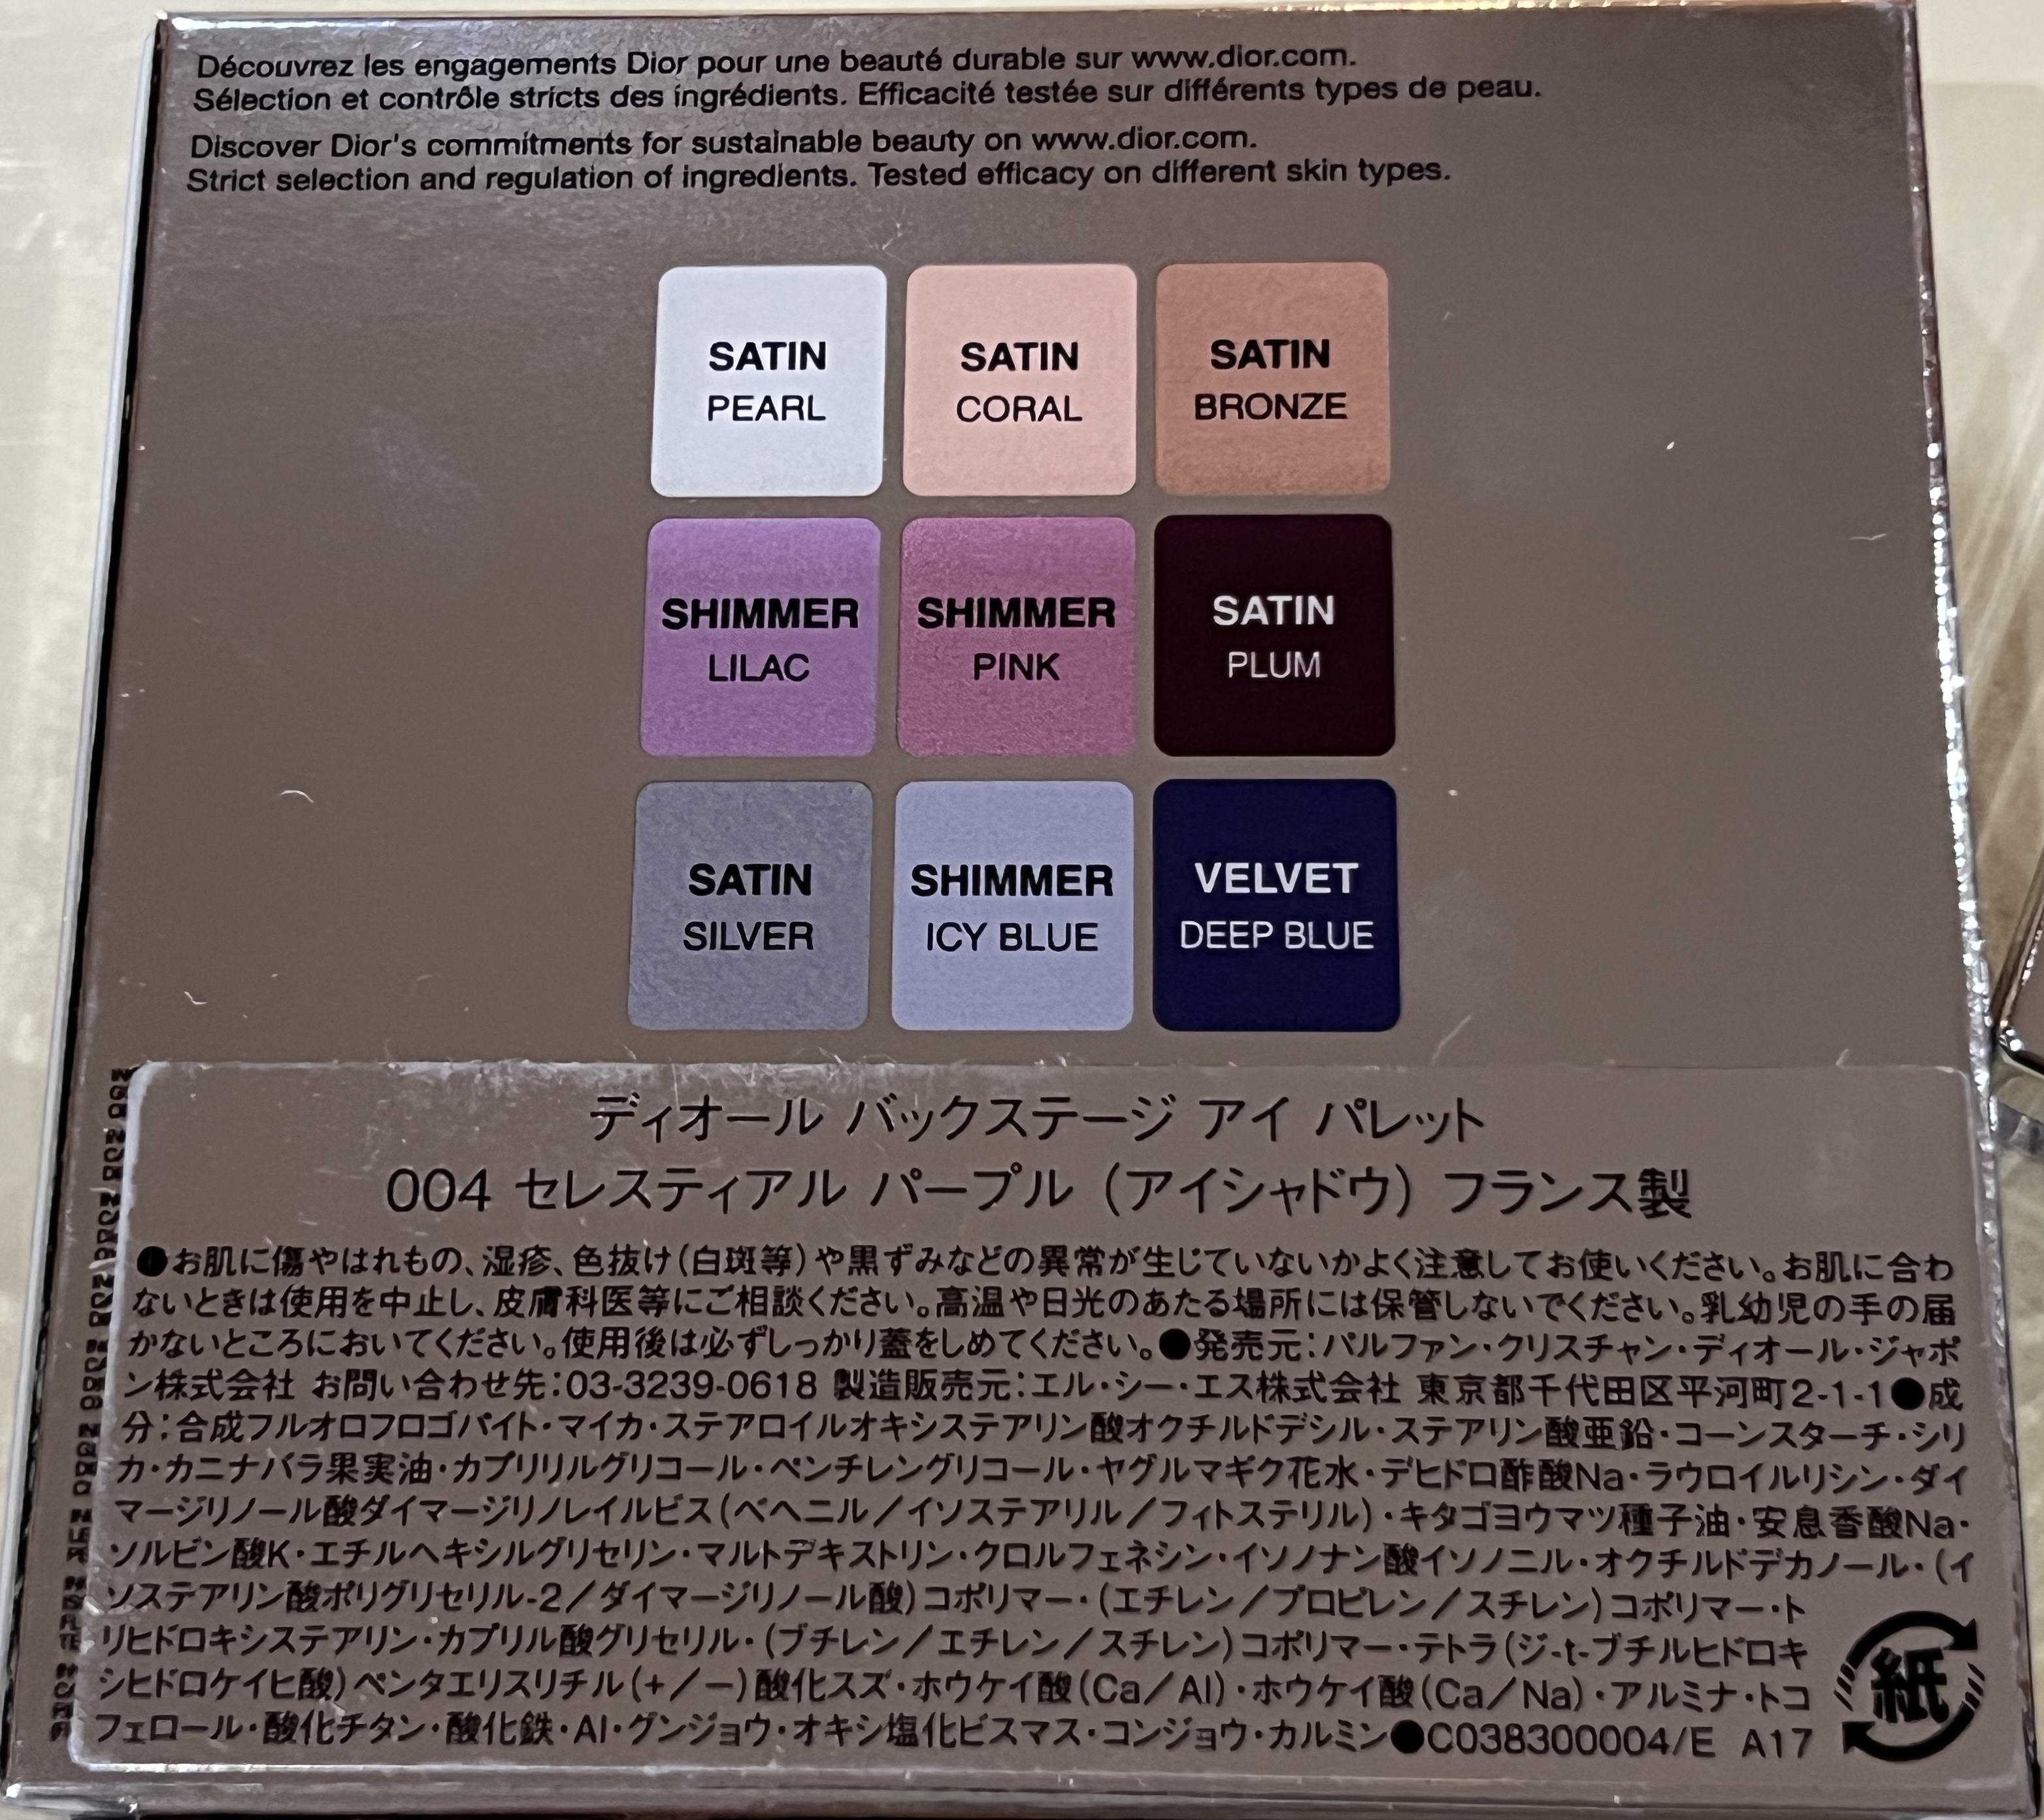 Découvrez les engagements Dior pour une beauté durable sur www.dior.com.
Sélection et contrôle stricts des ingrédients. Efficacité testée sur différents types de peau.
Discover Dior's commitments for sustainable beauty on www.dior.com.
Strict selection and regulation of ingredients. Tested efficacy on different skin types.
SATIN
PEARL
SATIN
CORAL
SATIN
BRONZE
SHIMMER
LILAC
SHIMMER
PINK
SATIN
PLUM
SATIN
SILVER
SHIMMER
ICY BLUE
VELVET
DEEP BLUE
ディオール バックステージ アイ パレット
004 セレスティアル パープル（アイシャドウ）フランス製
●お肌に傷やはれもの、湿疹、色抜け（白斑等）や黒ずみなどの異常が生じていないかよく注意してお使いください。お肌に合わ
ないときは使用を中止し、皮膚科医等にご相談ください。高温や日光のあたる場所には保管しないでください。乳幼児の手の届
かないところにおいてください。使用後は必ずしっかり蓋をしめてください。●発売元：パルファン・クリスチャン・ディオール・ジャポ
ン株式会社 お問い合わせ先：03-3239-0618 製造販売元：エル・シー・エス株式会社 東京都千代田区平河町2-1-1●成
分：合成フルオロフロゴパイト・マイカ・ステアロイルオキシステアリン酸オクチルドデシル・ステアリン酸亜鉛・コーンスターチ・シリ
カ・カニナバラ果実油・カプリリルグリコール・ペンチレングリコール・ヤグルマギク花水・デヒドロ酢酸Na・ラウロイルリシン・ダイ
マージリノール酸ダイマージリノレイルビス（ベヘニル／イソステアリル／フィトステリル）・キタゴヨウマツ種子油・安息香酸Na・
ソルビン酸K・エチルヘキシルグリセリン・マルトデキストリン・クロルフェネシン・イソノナン酸イソノニル・オクチルドデカノール・（イ
ソステアリン酸ポリグリセリル-2／ダイマージリノール酸）コポリマー・（エチレン／プロピレン／スチレン）コポリマー・ト
リヒドロキシステアリン・カプリル酸グリセリル・（ブチレン／エチレン／スチレン）コポリマー・テトラ（ジ-t-ブチルヒドロキ
シヒドロケイヒ酸）ペンタエリスリチル（+／−）酸化スズ・ホウケイ酸（Ca／Al）・ホウケイ酸（Ca／Na）・アルミナ・トコ
フェロール・酸化チタン・酸化鉄・Al・グンジョウ・オキシ塩化ビスマス・コンジョウ・カルミン●C038300004/E A17
紙